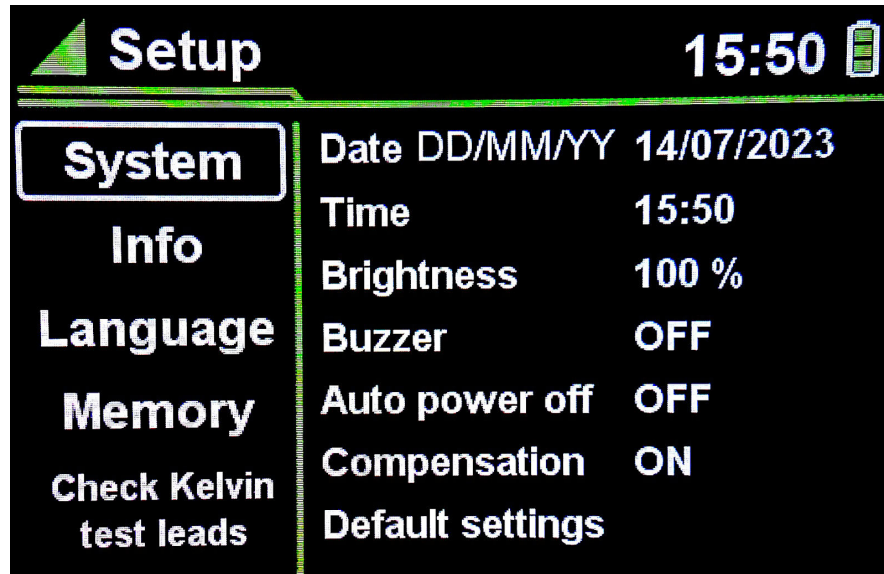 Setup 15:50
System
Info
Language
Memory
Check Kelvin
test leads
Date DD/MM/YY 14/07/2023
Time 15:50
Brightness 100 %
Buzzer OFF
Auto power off OFF
Compensation ON
Default settings